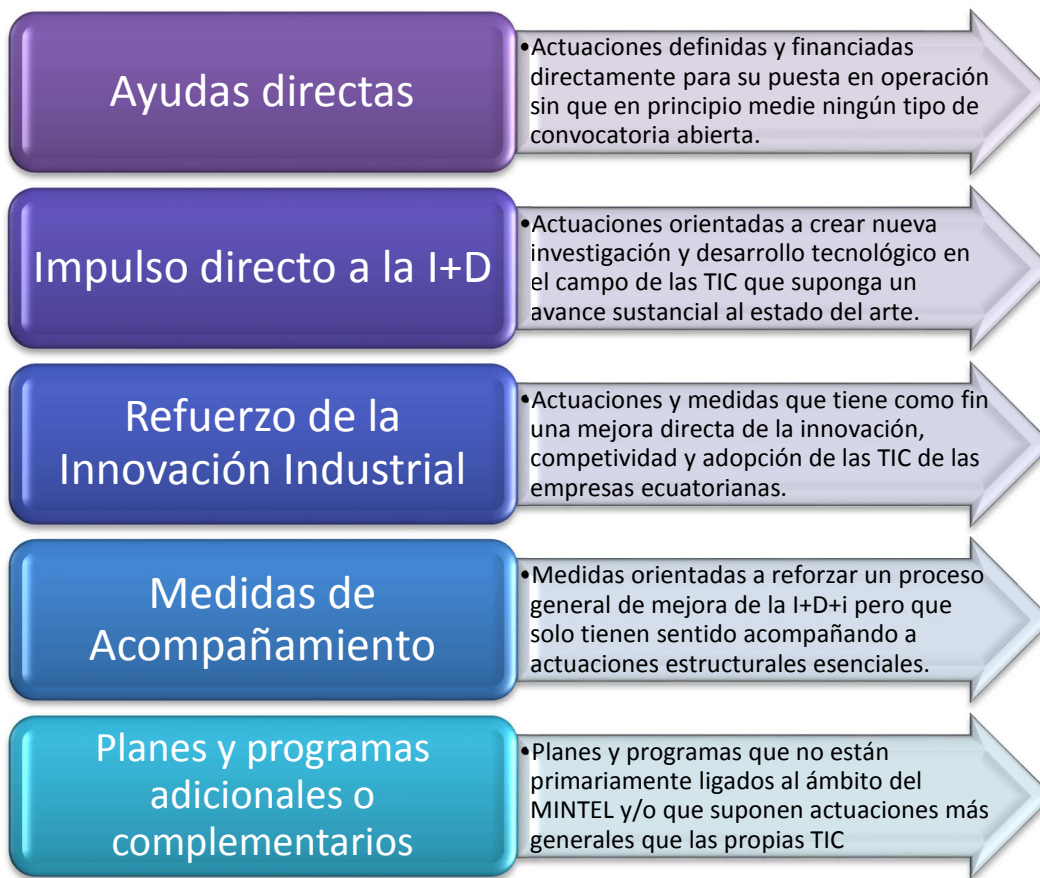 Ayudas directas
•Actuaciones definidas y financiadas
directamente para su puesta en operación
sin que en principio medie ningún tipo de
convocatoria abierta.
Impulso directo a la I+D
•Actuaciones orientadas a crear nueva
investigación y desarrollo tecnológico en
el campo de las TIC que suponga un
avance sustancial al estado del arte.
Refuerzo de la
Innovación Industrial
•Actuaciones y medidas que tiene como fin
una mejora directa de la innovación,
competividad y adopción de las TIC de las
empresas ecuatorianas.
Medidas de
Acompañamiento
•Medidas orientadas a reforzar un proceso
general de mejora de la I+D+i pero que
solo tienen sentido acompañando a
actuaciones estructurales esenciales.
Planes y programas
adicionales o
complementarios
•Planes y programas que no están
primariamente ligados al ámbito del
MINTEL y/o que suponen actuaciones más
generales que las propias TIC